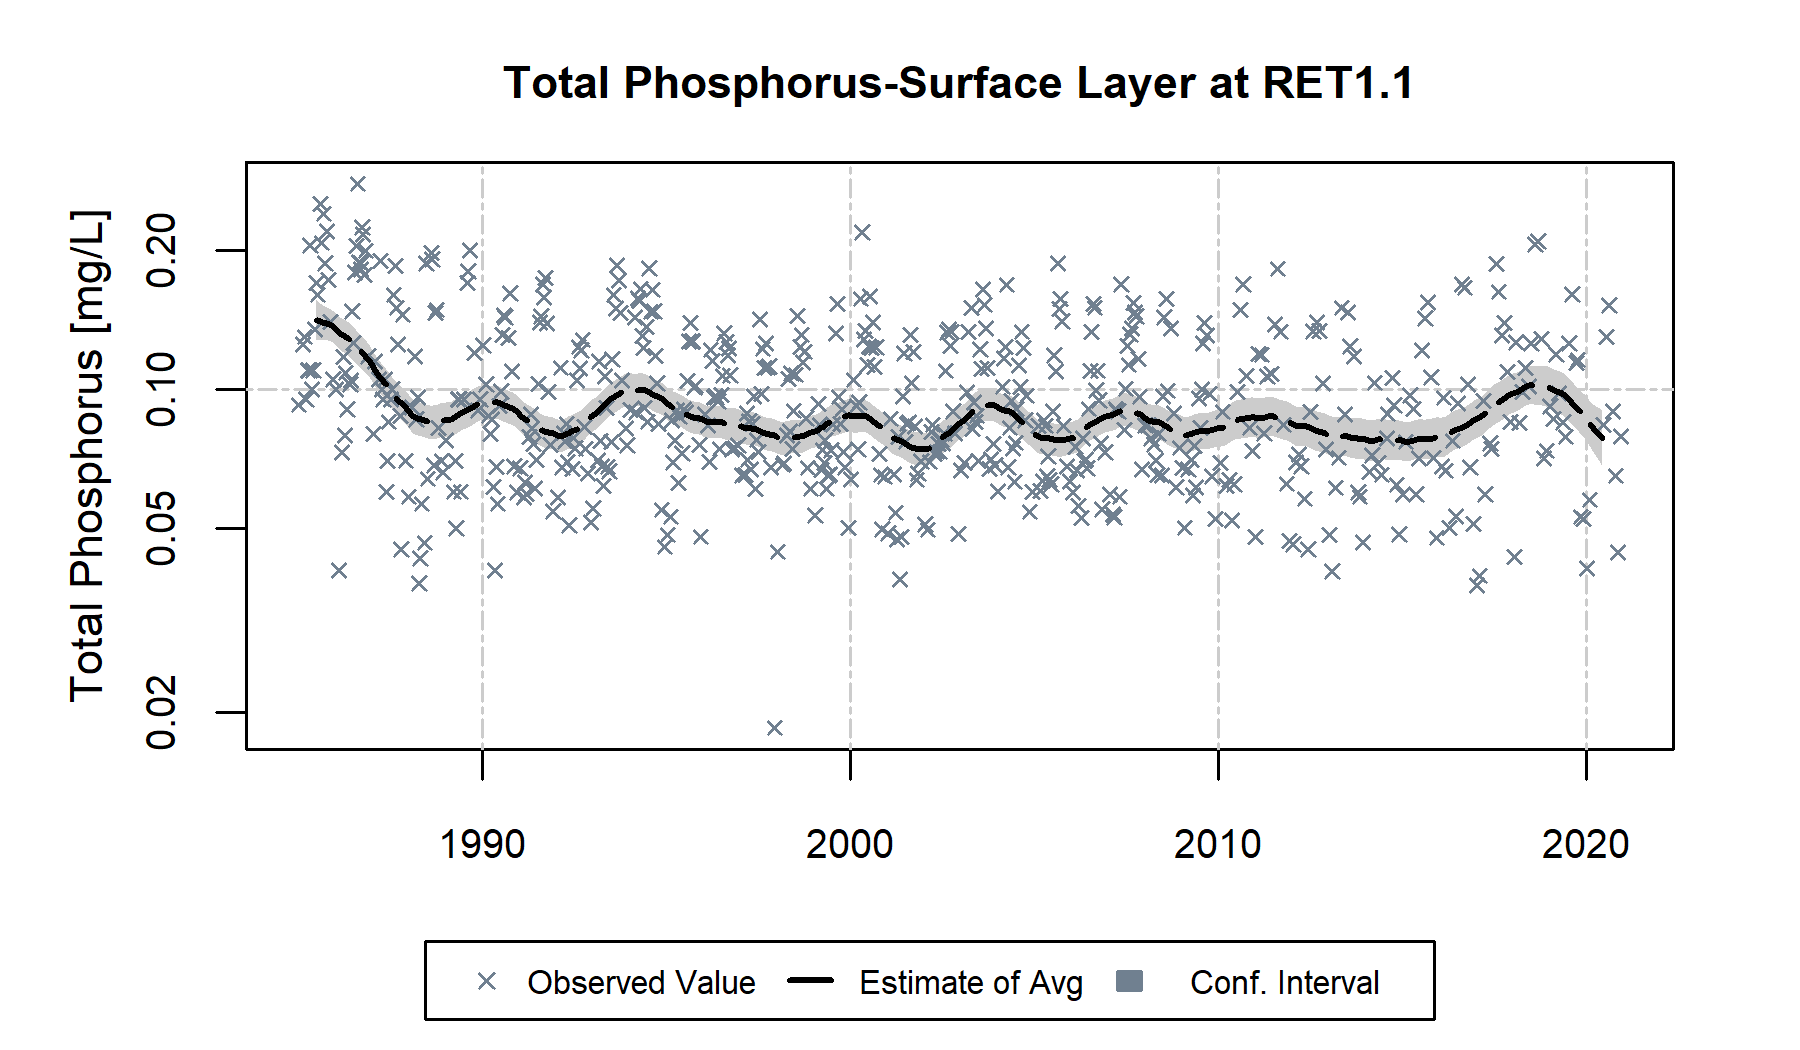 Total Phosphorus-Surface Layer at RET1.1
Total Phosphorus [mg/L]
0.20
0.10
0.05
0.02
1990 2000 2010 2020
Observed Value Estimate of Avg Conf. Interval